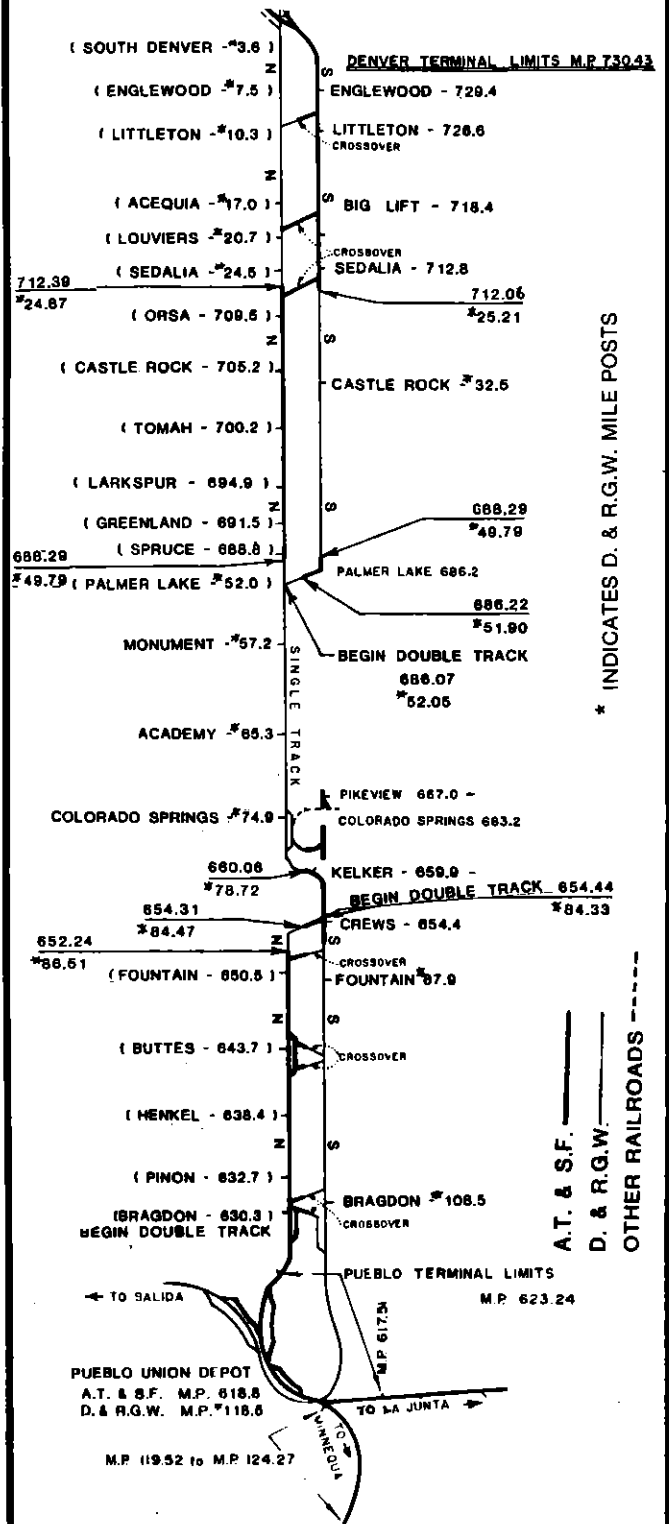 ( SOUTH DENVER - *3.6 )
DENVER TERMINAL LIMITS M.P. 730.43
N
S
( ENGLEWOOD - *7.5 )
ENGLEWOOD - 729.4
( LITTLETON - *10.3 )
LITTLETON - 726.6
CROSSOVER
N
( ACEQUIA - *17.0 )
S
BIG LIFT - 718.4
( LOUVIERS - *20.7 )
CROSSOVER
( SEDALIA - *24.5 )
SEDALIA - 712.8
712.39
*24.87
712.06
*25.21
( ORSA - 709.5 )
N
S
( CASTLE ROCK - 705.2 )
CASTLE ROCK - *32.5
( TOMAH - 700.2 )
( LARKSPUR - 694.9 )
N
S
( GREENLAND - 691.5 )
688.29
*49.79
( SPRUCE - 688.8 )
688.29
*49.79
PALMER LAKE 686.2
( PALMER LAKE *52.0 )
686.22
*51.90
MONUMENT - *57.2
BEGIN DOUBLE TRACK
686.07
*52.05
SINGLE TRACK
ACADEMY - *65.3
PIKEVIEW 667.0 -
COLORADO SPRINGS - *74.9
COLORADO SPRINGS 663.2
660.06
*78.72
KELKER - 659.9 -
BEGIN DOUBLE TRACK 654.44
*84.33
654.31
*84.47
CREWS - 654.4
652.24
*86.51
N
S
CROSSOVER
( FOUNTAIN - 650.5 )
FOUNTAIN *87.9
N
S
( BUTTES - 643.7 )
CROSSOVER
( HENKEL - 638.4 )
N
S
( PINON - 632.7 )
BRAGDON - *108.5
(BRAGDON - 630.3 )
CROSSOVER
BEGIN DOUBLE TRACK
PUEBLO TERMINAL LIMITS
M.P. 623.24
TO SALIDA
M.P. 617.51
PUEBLO UNION DEPOT
A.T. & S.F. M.P. 618.8
D. & R.G.W. M.P. *118.6
TO LA JUNTA
TO MINNEQUA
M.P. 119.52 to M.P. 124.27
* INDICATES D. & R.G.W. MILE POSTS
A.T. & S.F.
D. & R.G.W.
OTHER RAILROADS